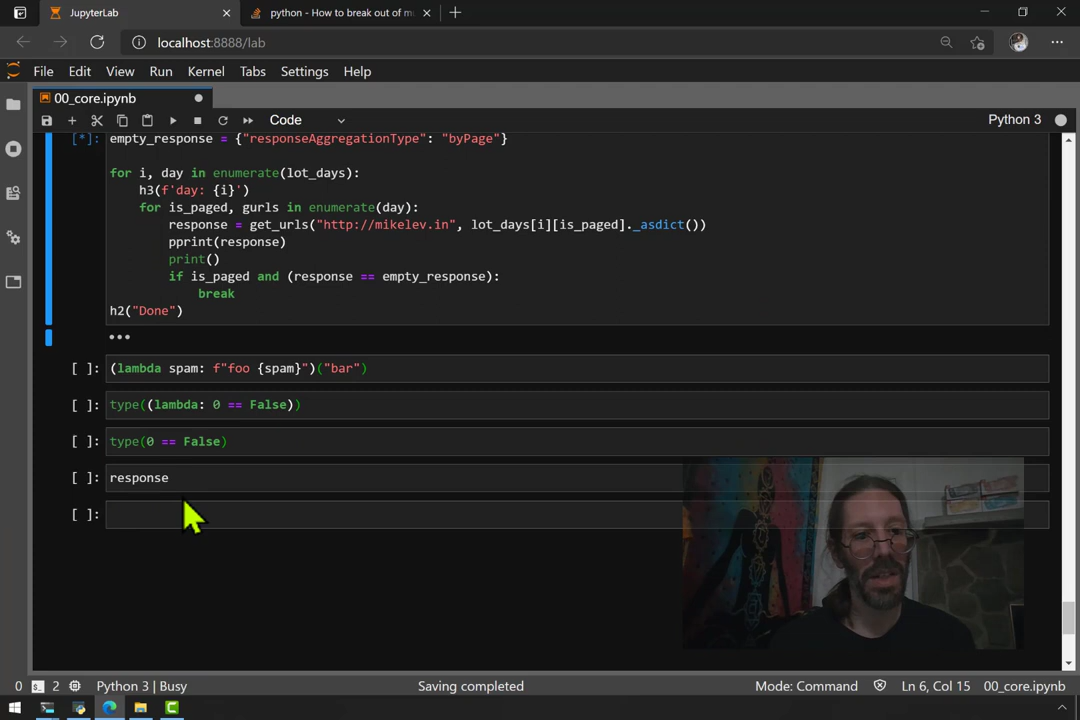 JupyterLab
python - How to break out of m
localhost:8888/lab
File Edit View Run Kernel Tabs Settings Help
00_core.ipynb
Code
Python 3
[*]:
empty_response = {"responseAggregationType": "byPage"}
for i, day in enumerate(lot_days):
h3(f'day: {i}')
for is_paged, gurls in enumerate(day):
response = get_urls("http://mikelev.in", lot_days[i][is_paged]._asdict())
pprint(response)
print()
if is_paged and (response == empty_response):
break
h2("Done")
•••
[ ]: (lambda spam: f"foo {spam}")("bar")
[ ]: type((lambda: 0 == False))
[ ]: type(0 == False)
[ ]: response
[ ]:
0 2 Python 3 | Busy Saving completed Mode: Command Ln 6, Col 15 00_core.ipynb